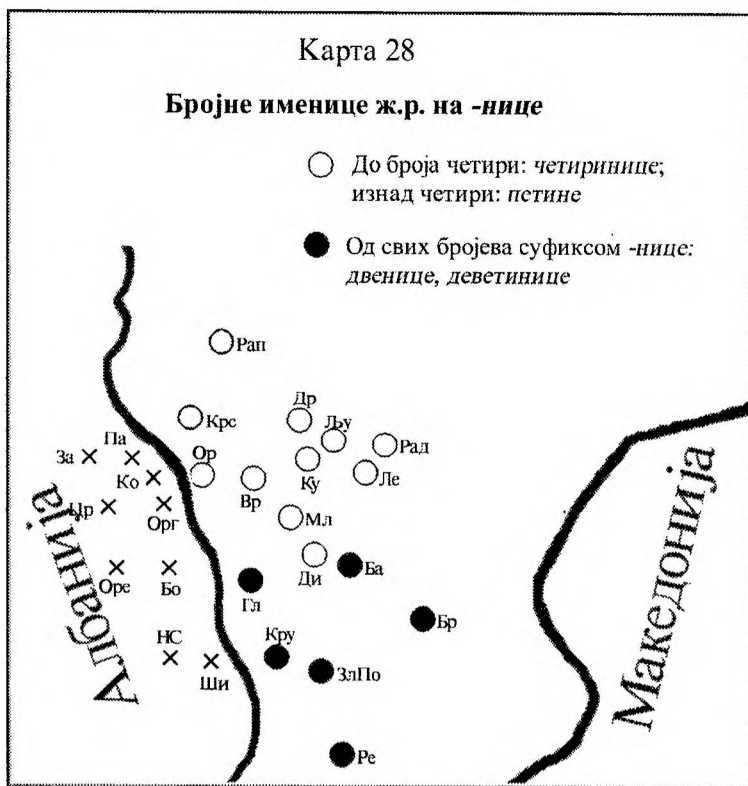 Карта 28
Бројне именице ж.р. на -нице
До броја четири: четиринице;
изнад четири: петине
Од свих бројева суфиксом -нице:
двенице, деветинице
Рап
Крс
Др
Љу
Рад
Ор
Па
За
Ко
Вр
Ку
Ле
Цр
Орг
Мл
Ди
Ба
Оре
Бо
Гл
Бр
НС
Ши
Кру
ЗлПо
Ре
Албанија
Македонија